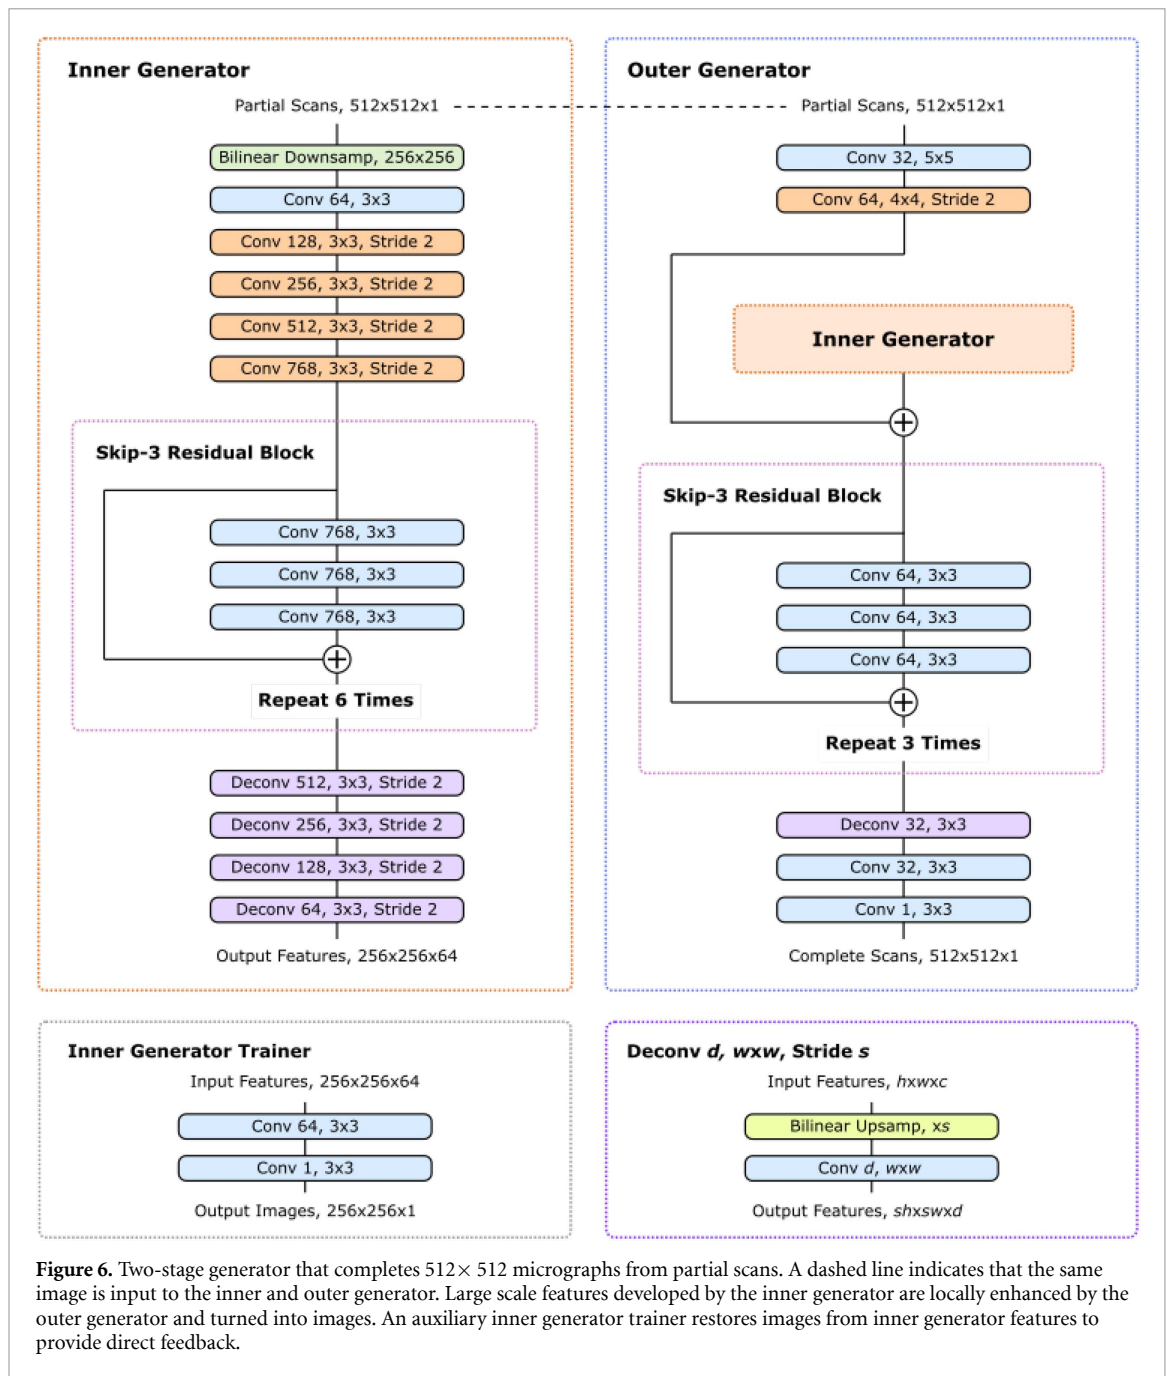 Inner Generator
Partial Scans, 512x512x1
Bilinear Downsamp, 256x256
Conv 64, 3x3
Conv 128, 3x3, Stride 2
Conv 256, 3x3, Stride 2
Conv 512, 3x3, Stride 2
Conv 768, 3x3, Stride 2
Skip-3 Residual Block
Conv 768, 3x3
Conv 768, 3x3
Conv 768, 3x3
Repeat 6 Times
Deconv 512, 3x3, Stride 2
Deconv 256, 3x3, Stride 2
Deconv 128, 3x3, Stride 2
Deconv 64, 3x3, Stride 2
Output Features, 256x256x64
Outer Generator
Partial Scans, 512x512x1
Conv 32, 5x5
Conv 64, 4x4, Stride 2
Inner Generator
Skip-3 Residual Block
Conv 64, 3x3
Conv 64, 3x3
Conv 64, 3x3
Repeat 3 Times
Deconv 32, 3x3
Conv 32, 3x3
Conv 1, 3x3
Complete Scans, 512x512x1
Inner Generator Trainer
Input Features, 256x256x64
Conv 64, 3x3
Conv 1, 3x3
Output Images, 256x256x1
Deconv d, wxw, Stride s
Input Features, hxwxc
Bilinear Upsamp, xs
Conv d, wxw
Output Features, shxswxd
Figure 6. Two-stage generator that completes 512× 512 micrographs from partial scans. A dashed line indicates that the same
image is input to the inner and outer generator. Large scale features developed by the inner generator are locally enhanced by the
outer generator and turned into images. An auxiliary inner generator trainer restores images from inner generator features to
provide direct feedback.